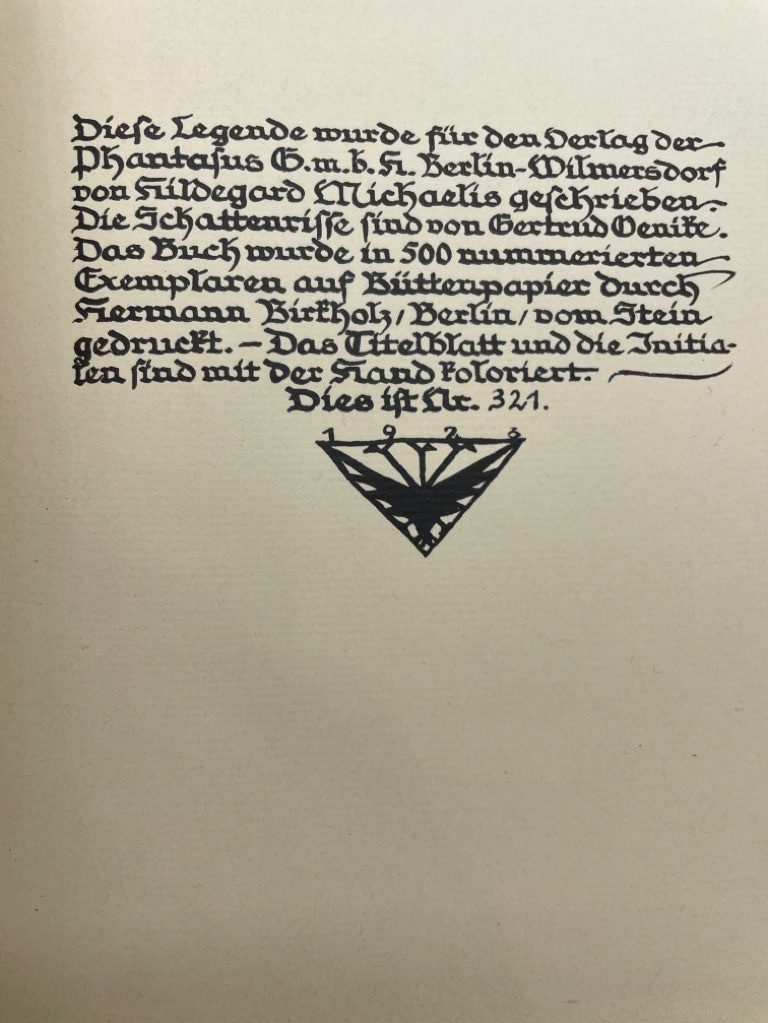 Dieſe Legende wurde für den Verlag der
Phantaſus G.m.b.H. Berlin-Wilmersdorf
von Hildegard Michaelis geſchrieben.
Die Schattenriſſe ſind von Gertrud Oenike.
Das Buch wurde in 500 nummerierten
Exemplaren auf Büttenpapier durch
Hermann Birkholz/Berlin/vom Stein
gedruckt. – Das Titelblatt und die Initia-
len ſind mit der Hand koloriert.
Dies iſt Nr. 321.
1 9 2 3